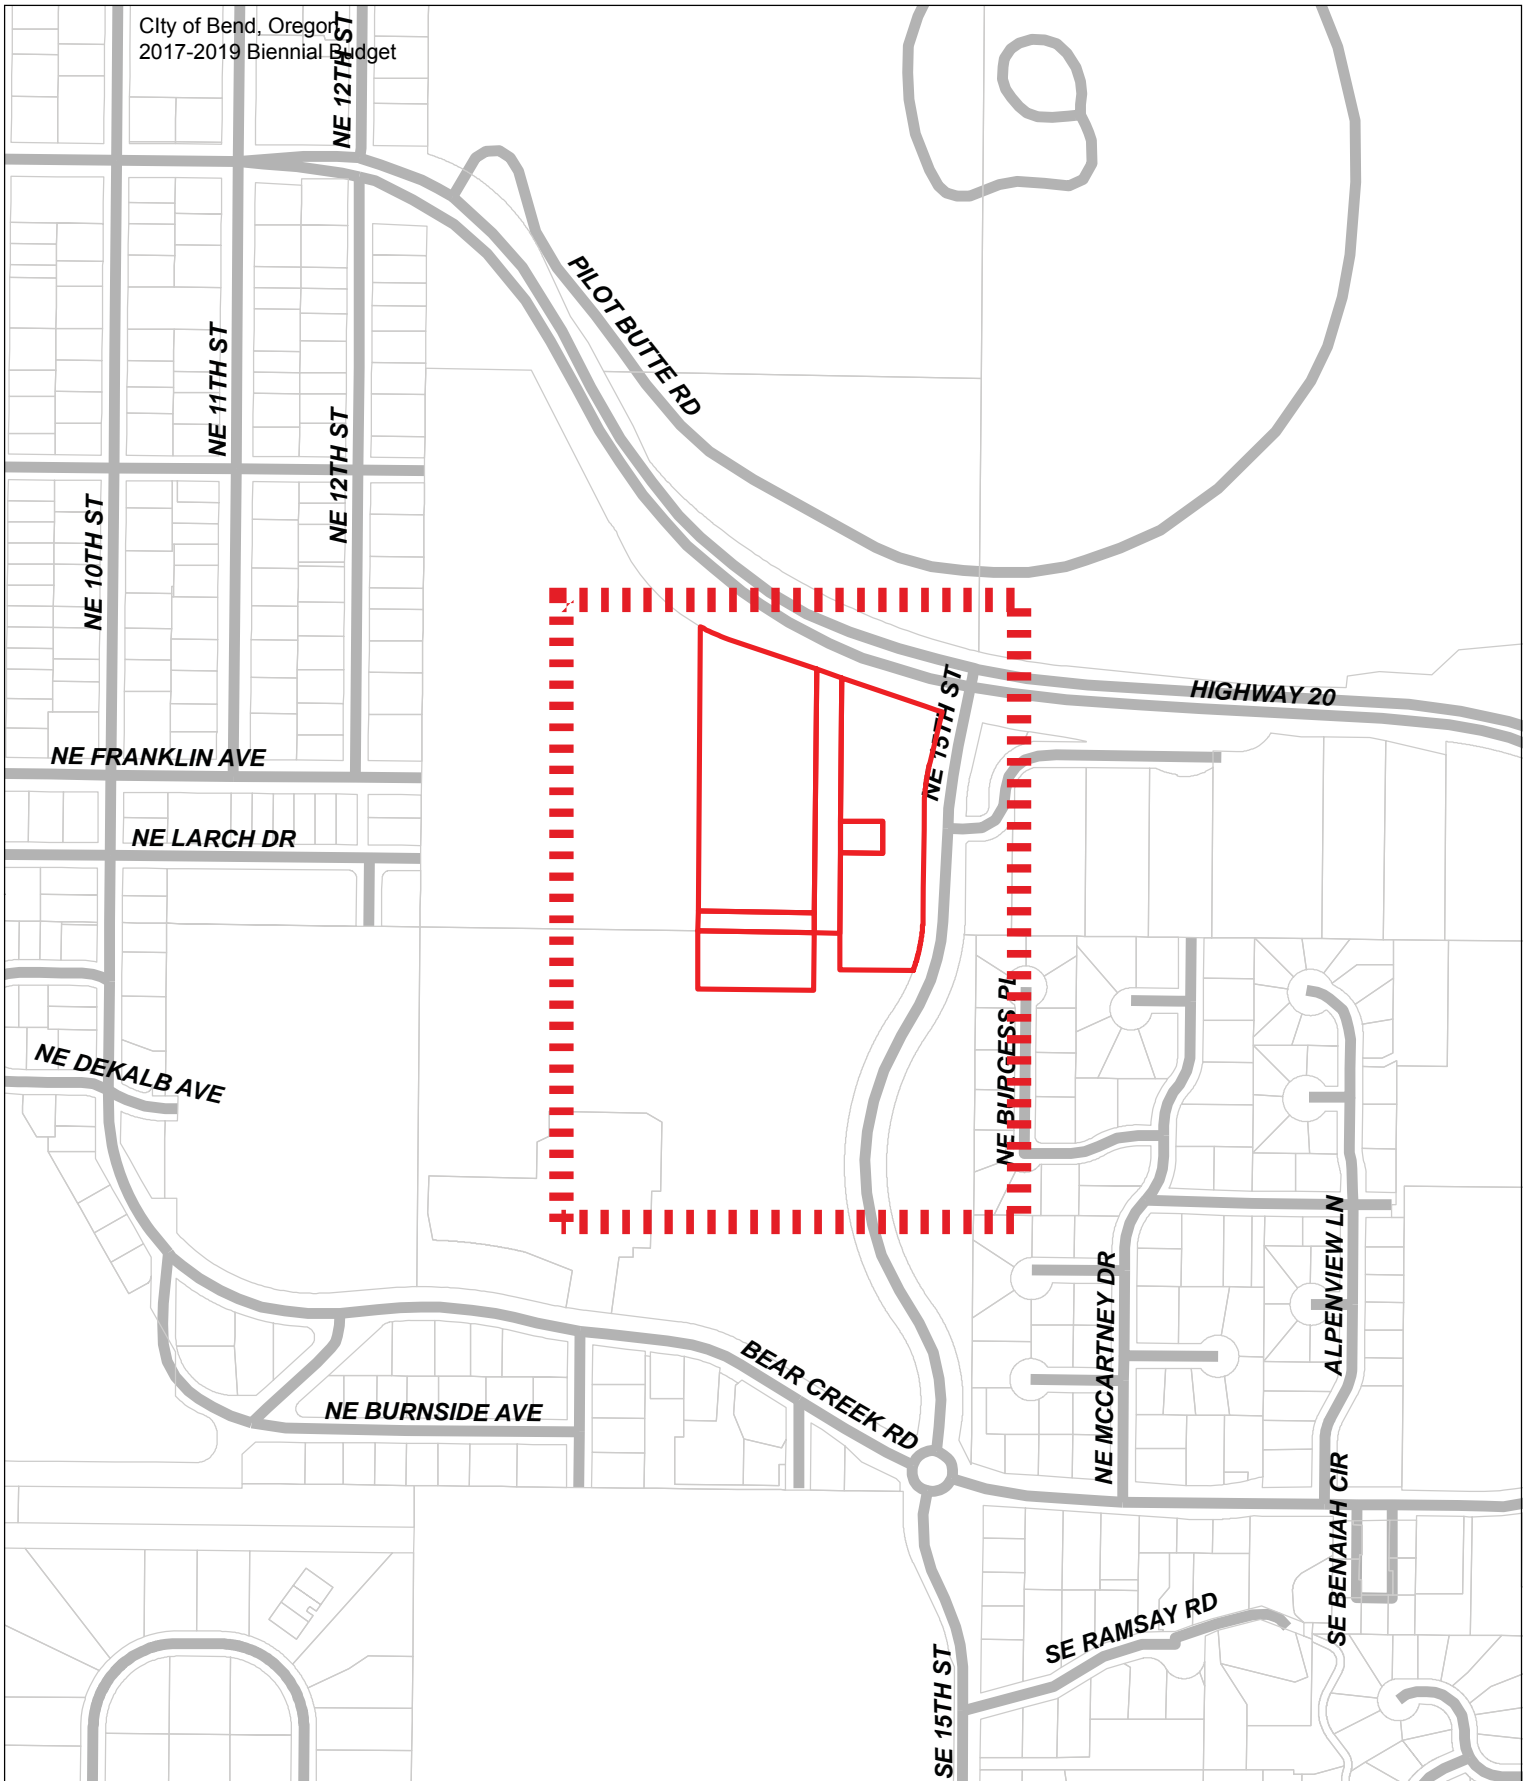 CIty of Bend, Oregon
2017-2019 Biennial Budget
NE 12TH ST
PILOT BUTTE RD
NE 11TH ST
NE 12TH ST
NE 10TH ST
NE 15TH ST
HIGHWAY 20
NE FRANKLIN AVE
NE LARCH DR
NE BURGESS PL
NE DEKALB AVE
NE MCCARTNEY DR
ALPENVIEW LN
BEAR CREEK RD
NE BURNSIDE AVE
SE BENAIAH CIR
SE RAMSAY RD
SE 15TH ST